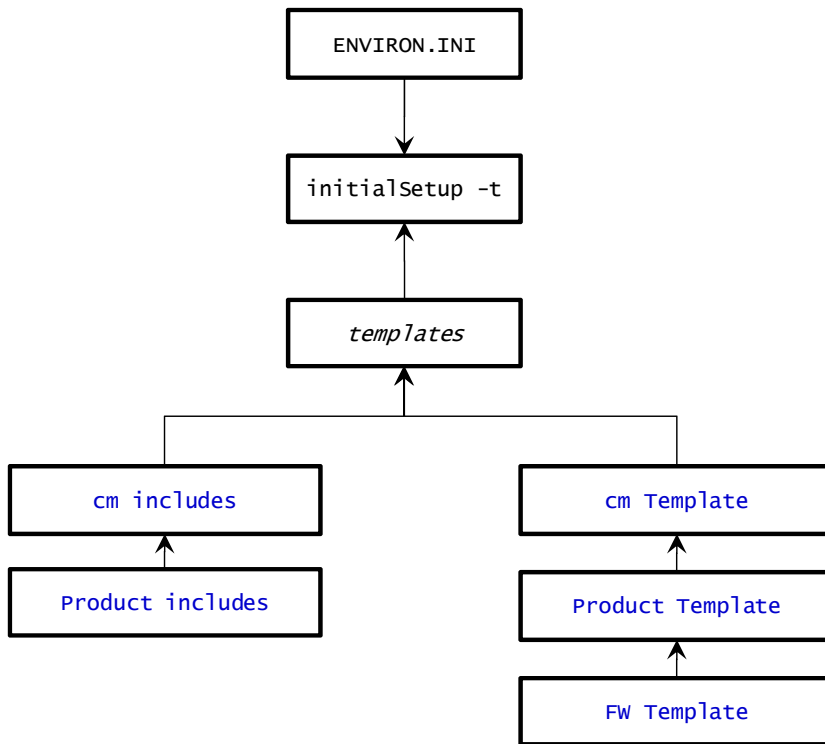 ENVIRON.INI
initialSetup -t
templates
cm includes
cm Template
Product includes
Product Template
FW Template